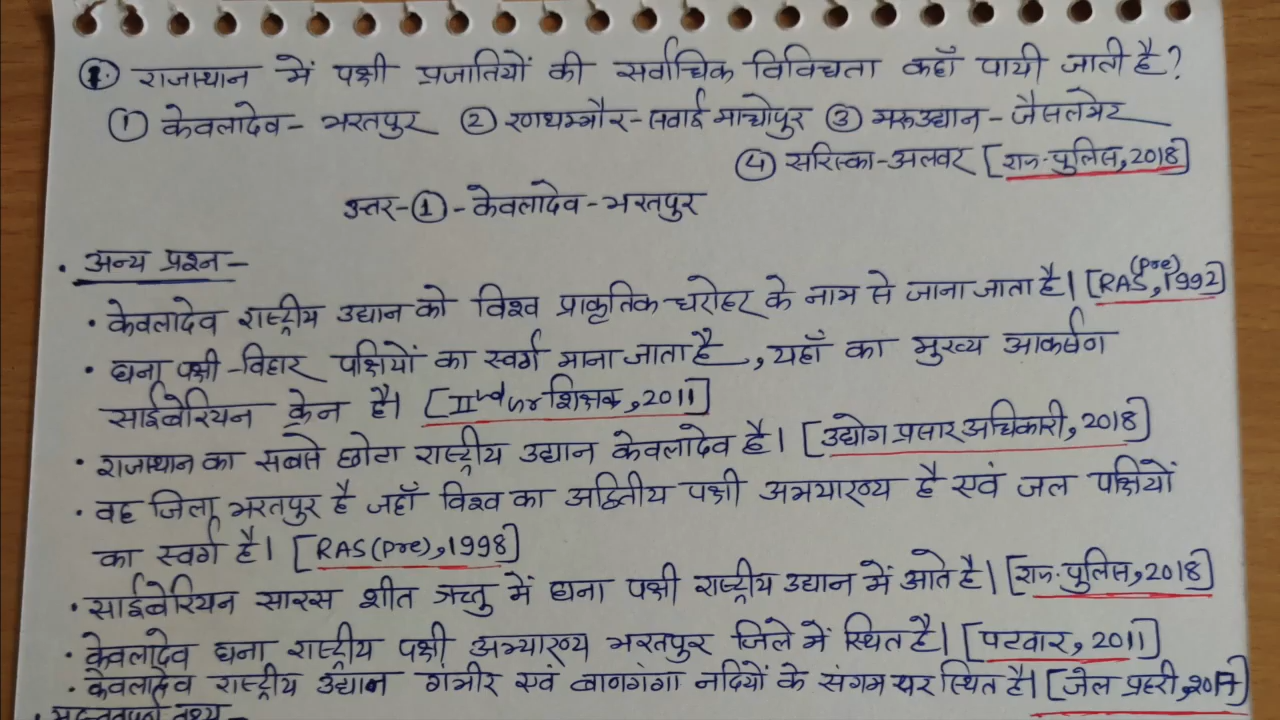 1. राजस्थान में पक्षी प्रजातियों की सर्वाधिक विविधता कहाँ पायी जाती है?
① केवलादेव - भरतपुर ② रणथम्भौर - सवाई माधोपुर ③ मरुउद्यान - जैसलमेर
④ सरिस्का - अलवर [राज. पुलिस, 2018]
उत्तर - ① - केवलादेव - भरतपुर
• अन्य प्रश्न -
• केवलादेव राष्ट्रीय उद्यान को विश्व प्राकृतिक धरोहर के नाम से जाना जाता है। [RAS (Pre), 1992]
• घना पक्षी - विहार पक्षियों का स्वर्ग माना जाता है, यहाँ का मुख्य आकर्षण
साईबेरियन क्रेन है। [IInd Gr शिक्षक, 2011]
• राजस्थान का सबसे छोटा राष्ट्रीय उद्यान केवलादेव है। [उद्योग प्रसार अधिकारी, 2018]
• वह जिला भरतपुर है जहाँ विश्व का अद्वितीय पक्षी अभयारण्य है एवं जल पक्षियों
का स्वर्ग है। [RAS (Pre), 1998]
• साईबेरियन सारस शीत ऋतु में घना पक्षी राष्ट्रीय उद्यान में आते है। [राज. पुलिस, 2018]
• केवलादेव घना राष्ट्रीय पक्षी अभ्यारण्य भरतपुर जिले में स्थित है। [पटवार, 2011]
• केवलादेव राष्ट्रीय उद्यान गंभीर एवं बाणगंगा नदियों के संगम पर स्थित है। [जेल प्रहरी, 2017]
• महत्वपूर्ण तथ्य -